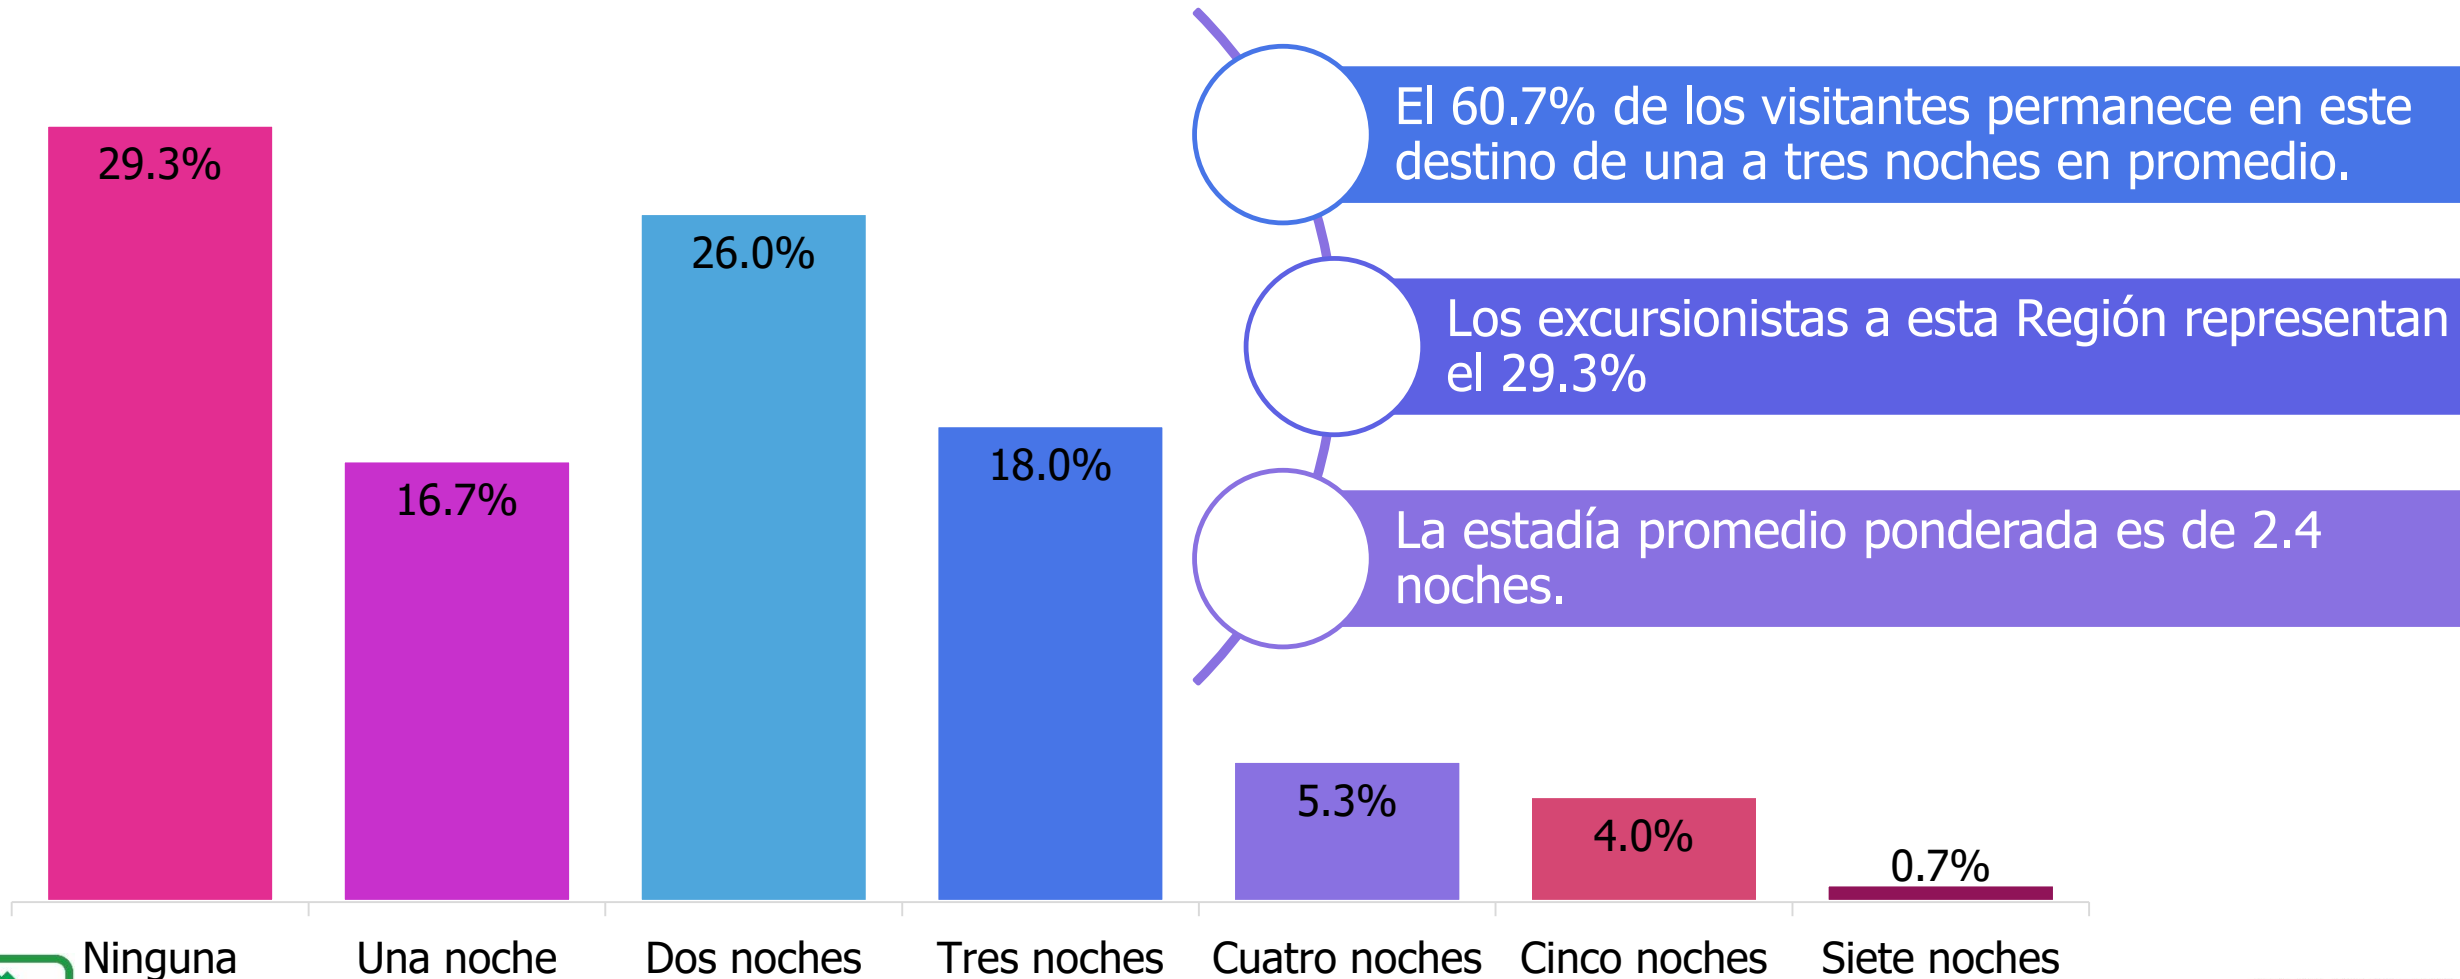 29.3%
16.7%
26.0%
18.0%
5.3%
4.0%
0.7%
Ninguna
Una noche
Dos noches
Tres noches
Cuatro noches
Cinco noches
Siete noches
El 60.7% de los visitantes permanece en este
destino de una a tres noches en promedio.
Los excursionistas a esta Región representan
el 29.3%
La estadía promedio ponderada es de 2.4
noches.